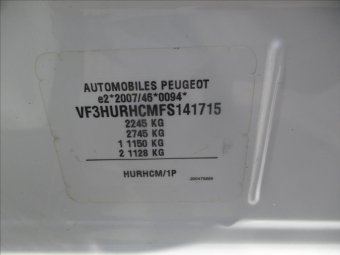 AUTOMOBILES PEUGEOT
e2*2007/46*0094*
VF3HURHCMFS141715
2245 KG
2745 KG
1 1150 KG
2 1128 KG
HURHCM/1P